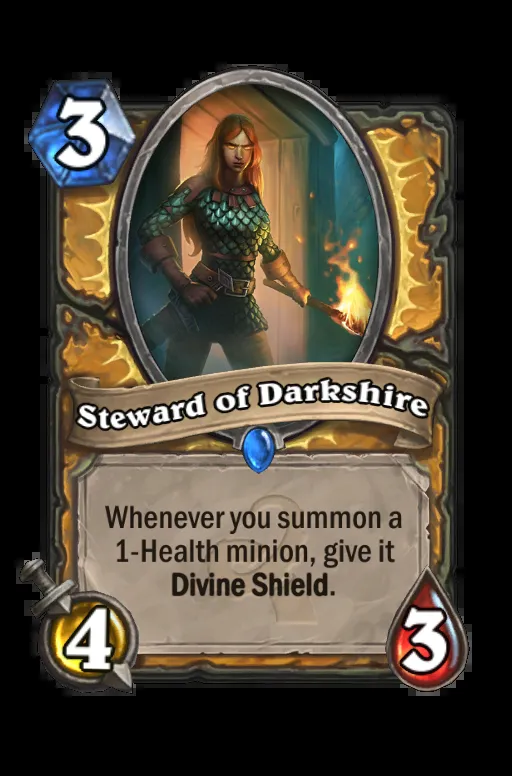 3
Steward of Darkshire
Whenever you summon a
1-Health minion, give it
Divine Shield.
4
3